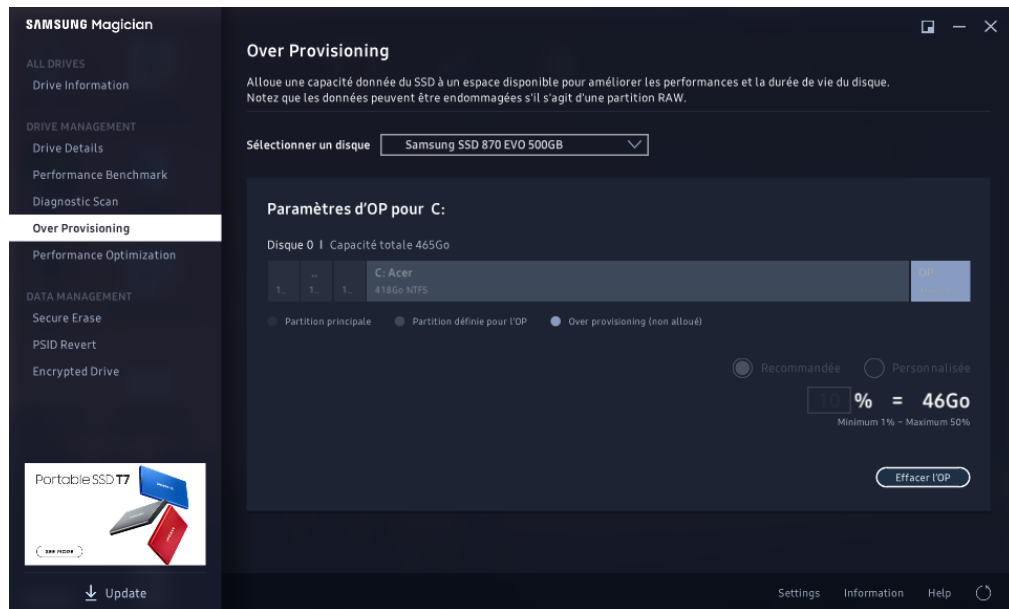 SAMSUNG Magician
ALL DRIVES
Drive Information
DRIVE MANAGEMENT
Drive Details
Performance Benchmark
Diagnostic Scan
Over Provisioning
Performance Optimization
DATA MANAGEMENT
Secure Erase
PSID Revert
Encrypted Drive
Portable SSD T7
SEE MORE
Update
Over Provisioning
Alloue une capacité donnée du SSD à un espace disponible pour améliorer les performances et la durée de vie du disque.
Notez que les données peuvent être endommagées s'il s'agit d'une partition RAW.
Sélectionner un disque Samsung SSD 870 EVO 500GB
Paramètres d'OP pour C:
Disque 0 I Capacité totale 465Go
.. C: Acer OP
1.. 1.. 1.. 418Go NTFS
Partition principale Partition définie pour l'OP Over provisioning (non alloué)
Recommandée Personnalisée
10 % = 46Go
Minimum 1% ~ Maximum 50%
Effacer l'OP
Settings Information Help